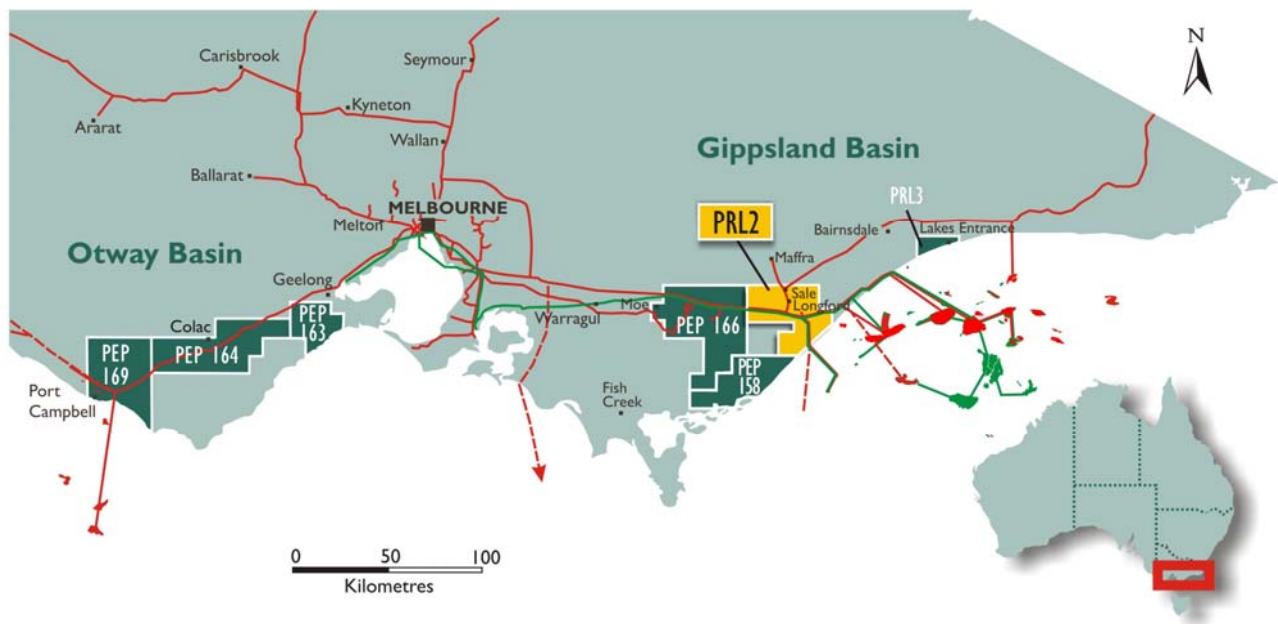 Carisbrook
Seymour
N
Kyneton
Ararat
Wallan
Gippsland Basin
Ballarat
PRL3
MELBOURNE
PRL2
Melton
Bairnsdale
Lakes Entrance
Otway Basin
Maffra
Geelong
Sale
Longford
Moe
Warragul
Colac
PEP
163
PEP 166
PEP 164
PEP
169
PEP
158
Port
Campbell
Fish
Creek
0 50 100
Kilometres